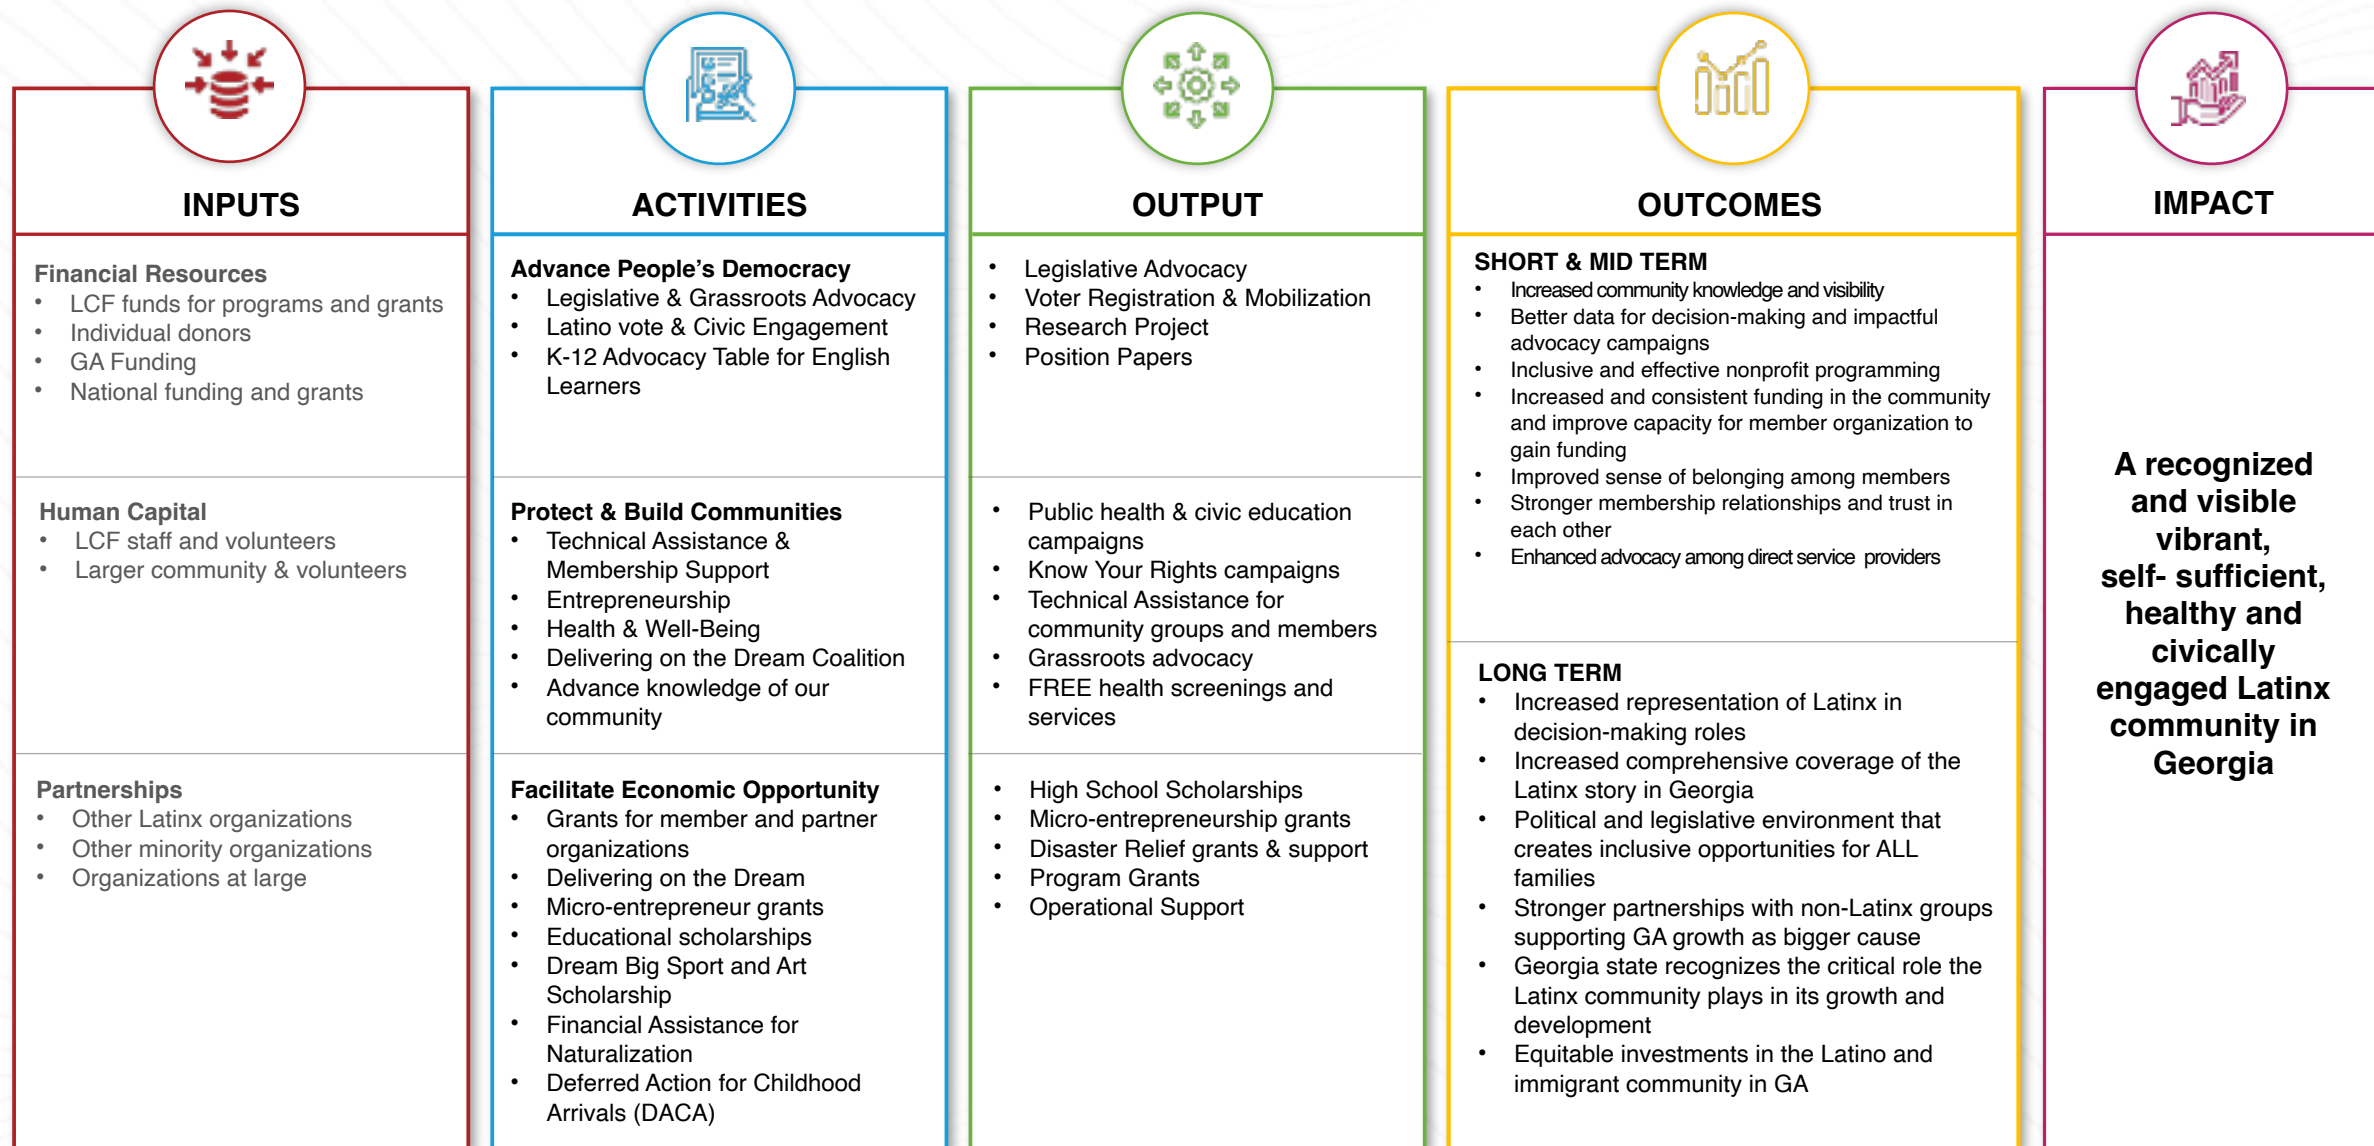 INPUTS
Financial Resources
• LCF funds for programs and grants
• Individual donors
• GA Funding
• National funding and grants
Human Capital
• LCF staff and volunteers
• Larger community & volunteers
Partnerships
• Other Latinx organizations
• Other minority organizations
• Organizations at large
ACTIVITIES
Advance People's Democracy
• Legislative & Grassroots Advocacy
• Latino vote & Civic Engagement
• K-12 Advocacy Table for English
Learners
Protect & Build Communities
• Technical Assistance &
Membership Support
• Entrepreneurship
• Health & Well-Being
• Delivering on the Dream Coalition
• Advance knowledge of our
community
Facilitate Economic Opportunity
• Grants for member and partner
organizations
• Delivering on the Dream
• Micro-entrepreneur grants
• Educational scholarships
• Dream Big Sport and Art
Scholarship
• Financial Assistance for
Naturalization
• Deferred Action for Childhood
Arrivals (DACA)
OUTPUT
• Legislative Advocacy
• Voter Registration & Mobilization
• Research Project
• Position Papers
• Public health & civic education
campaigns
• Know Your Rights campaigns
• Technical Assistance for
community groups and members
• Grassroots advocacy
• FREE health screenings and
services
• High School Scholarships
• Micro-entrepreneurship grants
• Disaster Relief grants & support
• Program Grants
• Operational Support
OUTCOMES
SHORT & MID TERM
• Increased community knowledge and visibility
• Better data for decision-making and impactful
advocacy campaigns
• Inclusive and effective nonprofit programming
• Increased and consistent funding in the community
and improve capacity for member organization to
gain funding
• Improved sense of belonging among members
• Stronger membership relationships and trust in
each other
• Enhanced advocacy among direct service providers
LONG TERM
• Increased representation of Latinx in
decision-making roles
• Increased comprehensive coverage of the
Latinx story in Georgia
• Political and legislative environment that
creates inclusive opportunities for ALL
families
• Stronger partnerships with non-Latinx groups
supporting GA growth as bigger cause
• Georgia state recognizes the critical role the
Latinx community plays in its growth and
development
• Equitable investments in the Latino and
immigrant community in GA
IMPACT
A recognized
and visible
vibrant,
self- sufficient,
healthy and
civically
engaged Latinx
community in
Georgia